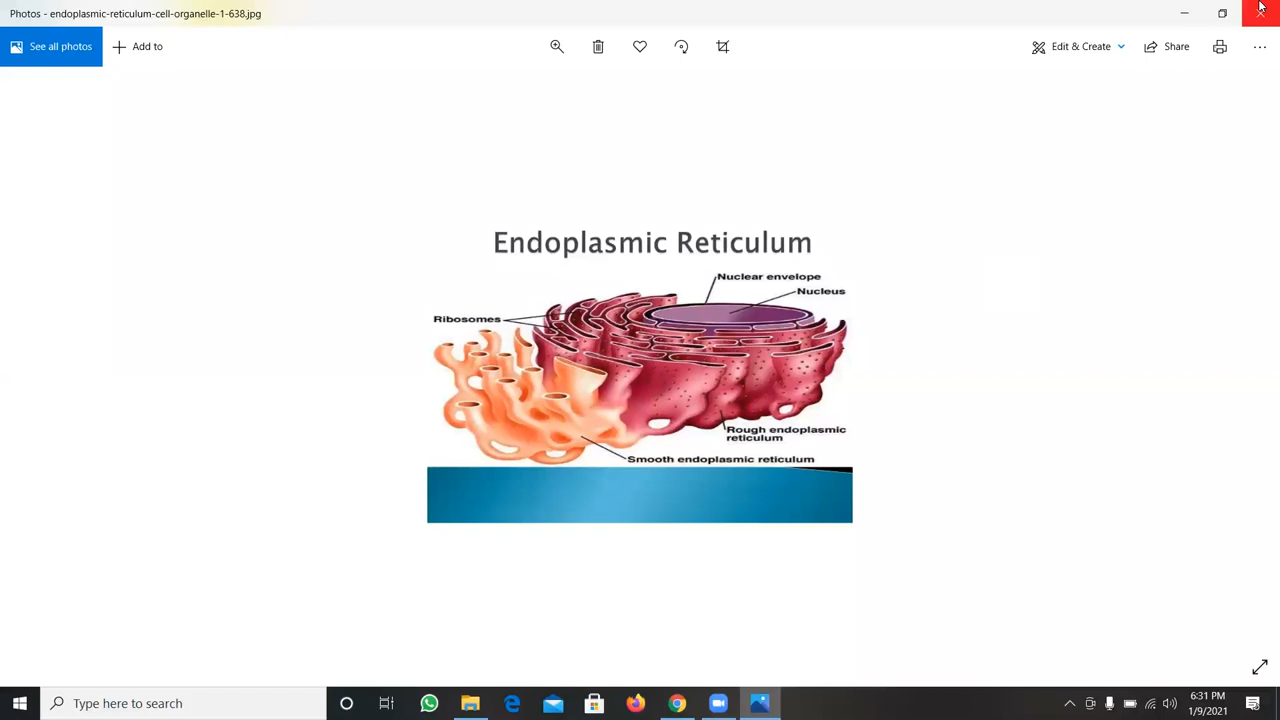 Photos - endoplasmic-reticulum-cell-organelle-1-638.jpg
See all photos
Add to
Edit & Create
Share
Endoplasmic Reticulum
Nuclear envelope
Nucleus
Ribosomes
Rough endoplasmic
reticulum
Smooth endoplasmic reticulum
Type here to search
6:31 PM
1/9/2021